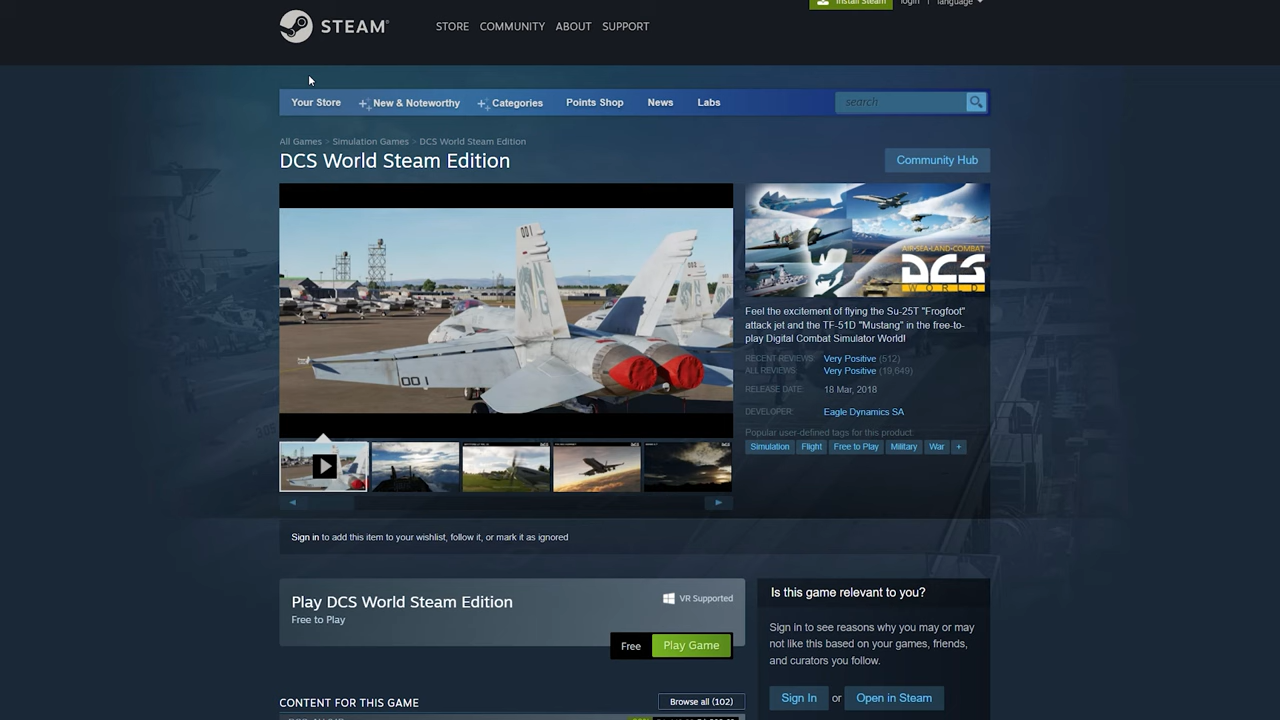 Install Steam
login | language
STEAM®
STORE COMMUNITY ABOUT SUPPORT
Your Store New & Noteworthy Categories Points Shop News Labs
search
All Games > Simulation Games > DCS World Steam Edition
DCS World Steam Edition
Community Hub
001
001
AIR·SEA·LAND·COMBAT
DCS
WORLD
Feel the excitement of flying the Su-25T "Frogfoot"
attack jet and the TF-51D "Mustang" in the free-to-
play Digital Combat Simulator World!
RECENT REVIEWS: Very Positive (512)
ALL REVIEWS: Very Positive (19,649)
RELEASE DATE: 18 Mar, 2018
DEVELOPER: Eagle Dynamics SA
Popular user-defined tags for this product:
Simulation Flight Free to Play Military War +
Sign in to add this item to your wishlist, follow it, or mark it as ignored
Play DCS World Steam Edition
VR Supported
Free to Play
Free Play Game
Is this game relevant to you?
Sign in to see reasons why you may or may
not like this based on your games, friends,
and curators you follow.
Sign In or Open in Steam
CONTENT FOR THIS GAME
Browse all (102)